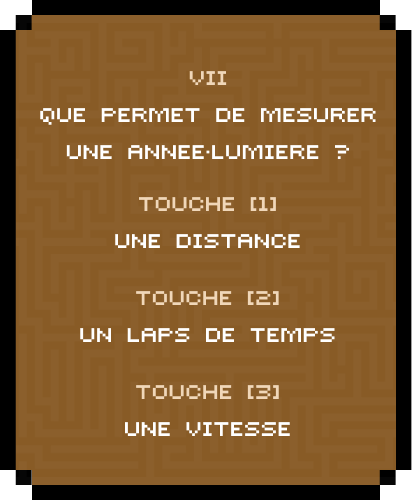 VII
QUE PERMET DE MESURER
UNE ANNEE-LUMIERE ?
TOUCHE [1]
UNE DISTANCE
TOUCHE [2]
UN LAPS DE TEMPS
TOUCHE [3]
UNE VITESSE